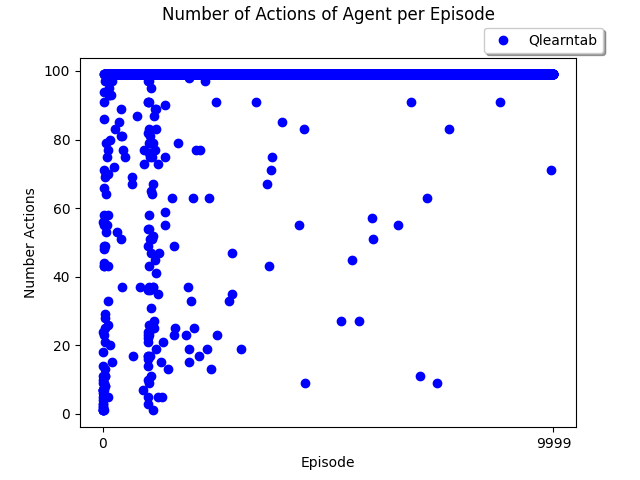 Number of Actions of Agent per Episode
Qlearntab
100
80
60
40
20
0
Number Actions
0
9999
Episode